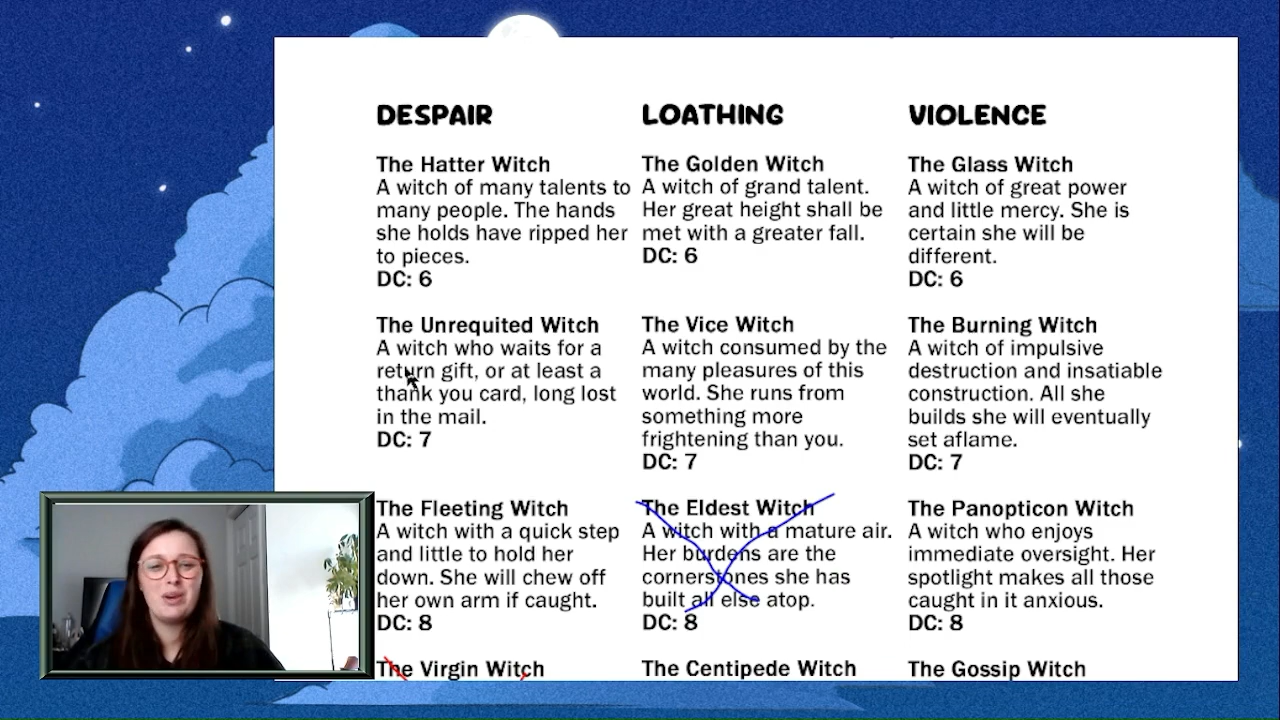 DESPAIR
The Hatter Witch
A witch of many talents to
many people. The hands
she holds have ripped her
to pieces.
DC: 6
The Unrequited Witch
A witch who waits for a
return gift, or at least a
thank you card, long lost
in the mail.
DC: 7
The Fleeting Witch
A witch with a quick step
and little to hold her
down. She will chew off
her own arm if caught.
DC: 8
The Virgin Witch
LOATHING
The Golden Witch
A witch of grand talent.
Her great height shall be
met with a greater fall.
DC: 6
The Vice Witch
A witch consumed by the
many pleasures of this
world. She runs from
something more
frightening than you.
DC: 7
The Eldest Witch
A witch with a mature air.
Her burdens are the
cornerstones she has
built all else atop.
DC: 8
The Centipede Witch
VIOLENCE
The Glass Witch
A witch of great power
and little mercy. She is
certain she will be
different.
DC: 6
The Burning Witch
A witch of impulsive
destruction and insatiable
construction. All she
builds she will eventually
set aflame.
DC: 7
The Panopticon Witch
A witch who enjoys
immediate oversight. Her
spotlight makes all those
caught in it anxious.
DC: 8
The Gossip Witch